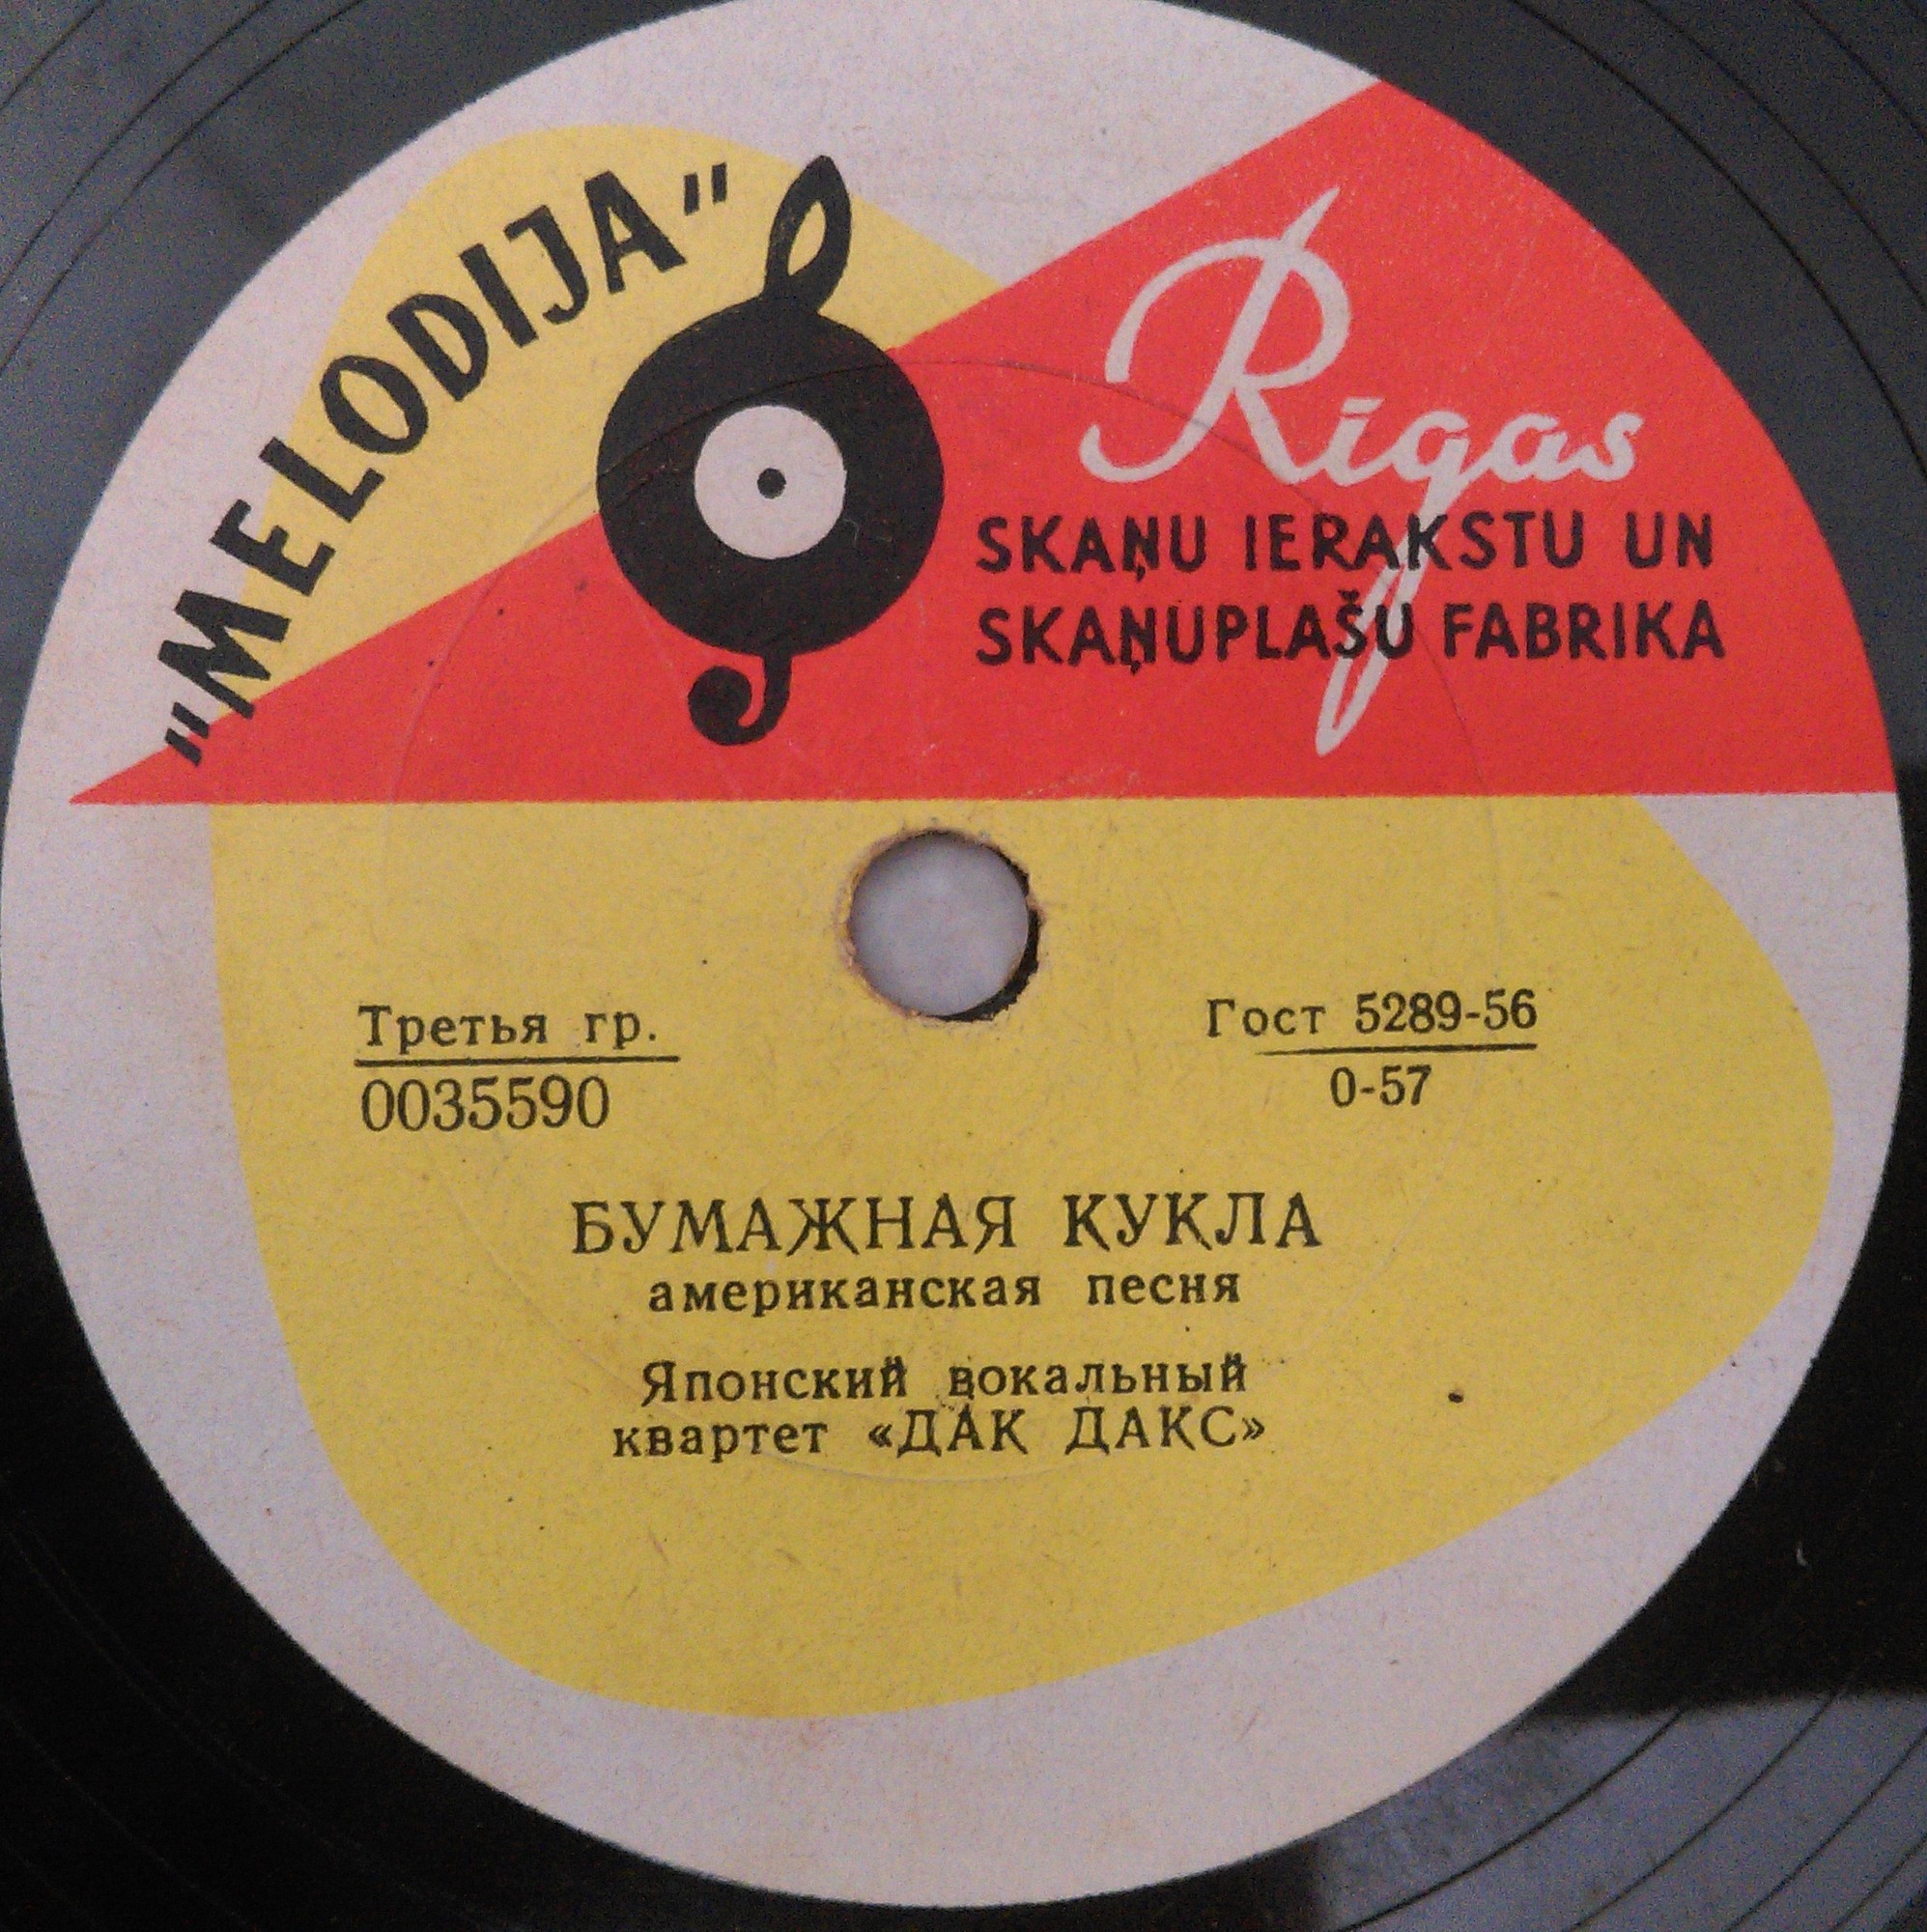 „MELODIJA"
Rīgas
SKAŅU IERAKSTU UN
SKAŅUPLAŠU FABRIKA
Третья гр.
0035590
Гост 5289-56
0-57
БУМАЖНАЯ КУКЛА
американская песня
Японский вокальный
квартет «ДАК ДАКС»